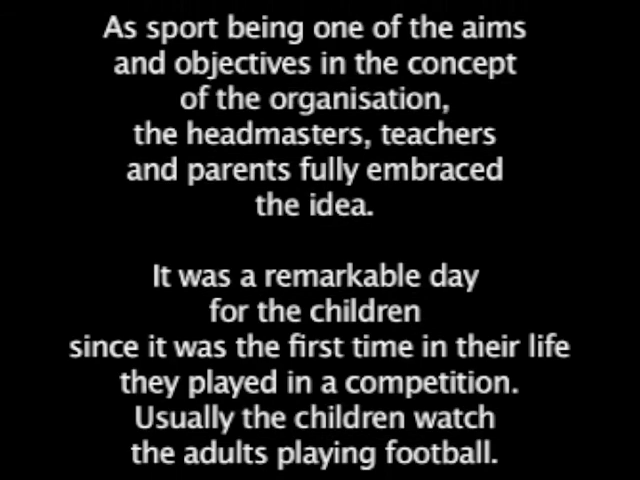 As sport being one of the aims
and objectives in the concept
of the organisation,
the headmasters, teachers
and parents fully embraced
the idea.
It was a remarkable day
for the children
since it was the first time in their life
they played in a competition.
Usually the children watch
the adults playing football.